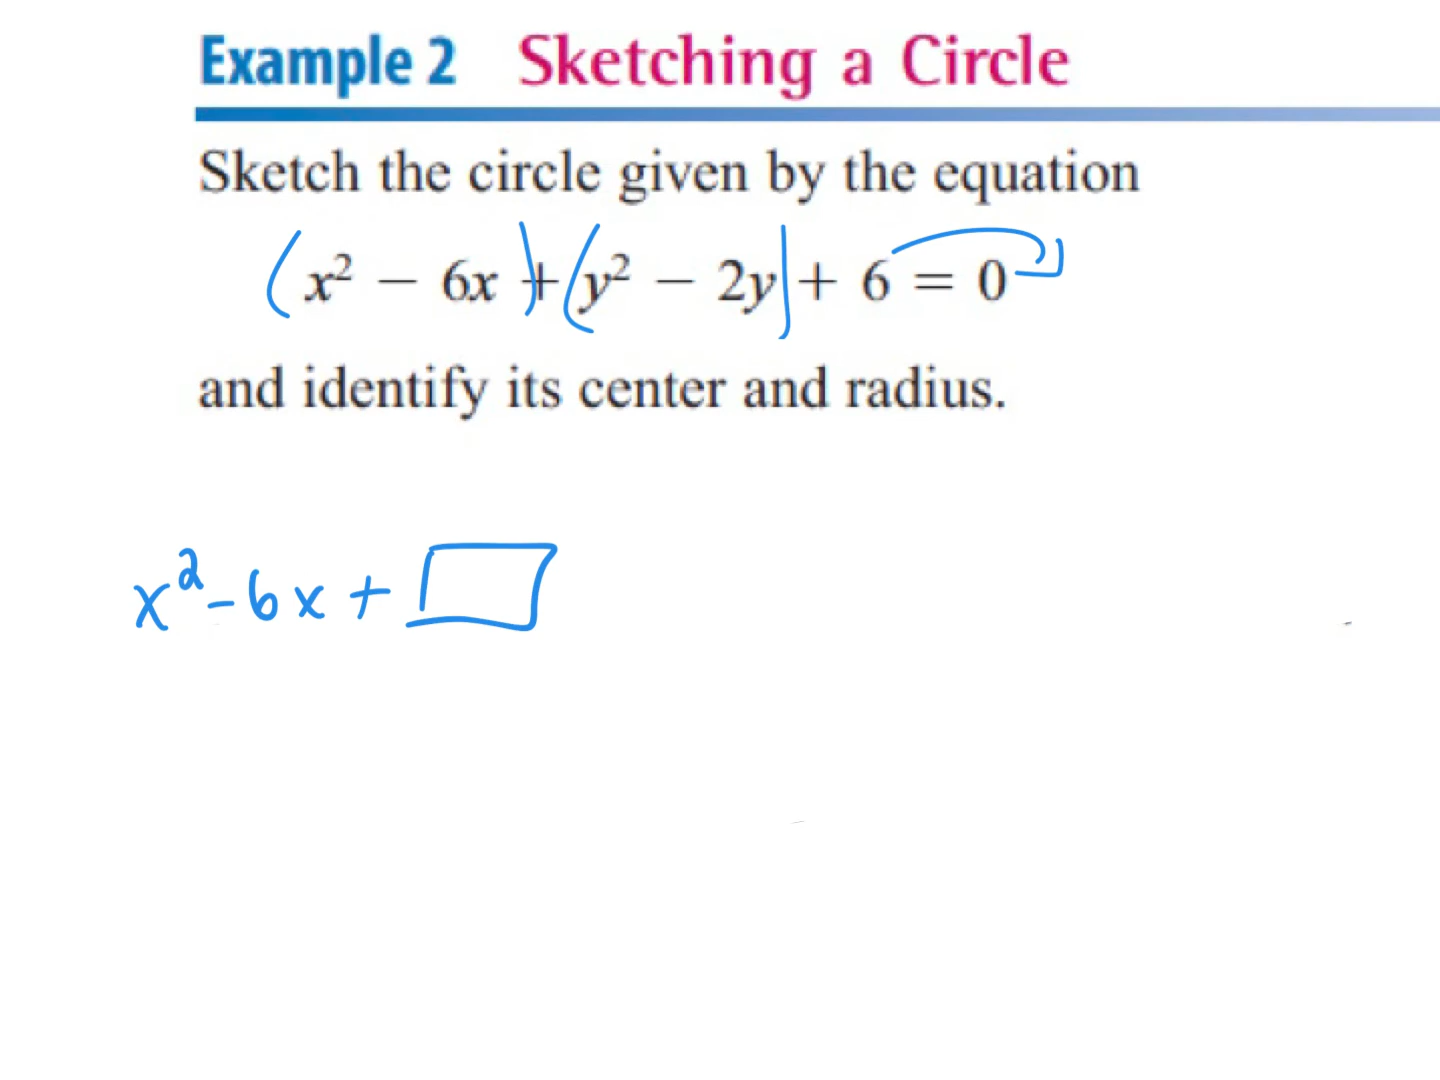 Example 2 Sketching a Circle
Sketch the circle given by the equation
(x² − 6x) + (y² − 2y) + 6 = 0
and identify its center and radius.
x² - 6x + □